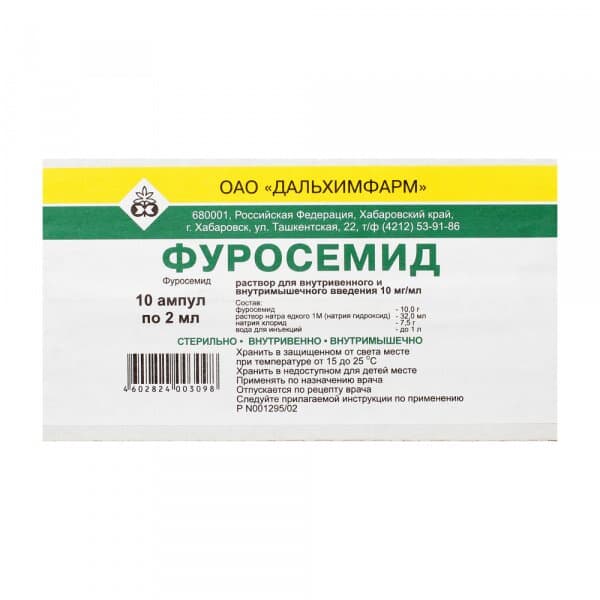 ОАО «ДАЛЬХИМФАРМ»
680001, Российская Федерация, Хабаровский край,
г. Хабаровск, ул. Ташкентская, 22, т/ф (4212) 53-91-86
ФУРОСЕМИД
Фуросемид
10 ампул
по 2 мл
раствор для внутривенного и
внутримышечного введения 10 мг/мл
Состав:
фуросемид - 10,0 г
раствор натра едкого 1М (натрия гидроксид) - 32,0 мл
натрия хлорид - 7,5 г
вода для инъекций - до 1 л
СТЕРИЛЬНО • ВНУТРИВЕННО • ВНУТРИМЫШЕЧНО
Хранить в защищенном от света месте
при температуре от 15 до 25 °С
Хранить в недоступном для детей месте
Применять по назначению врача
Отпускается по рецепту врача
Следуйте прилагаемой инструкции по применению
Р N001295/02
4602824003098